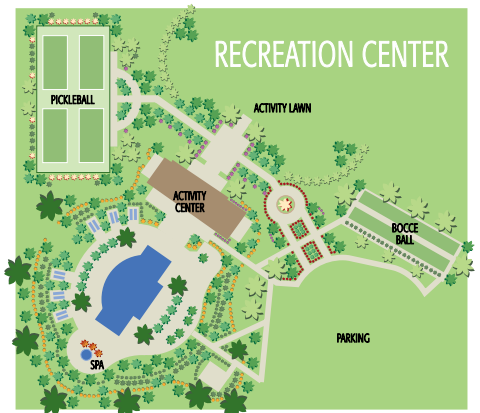 RECREATION CENTER
PICKLEBALL
ACTIVITY LAWN
ACTIVITY
CENTER
BOCCE
BALL
PARKING
SPA